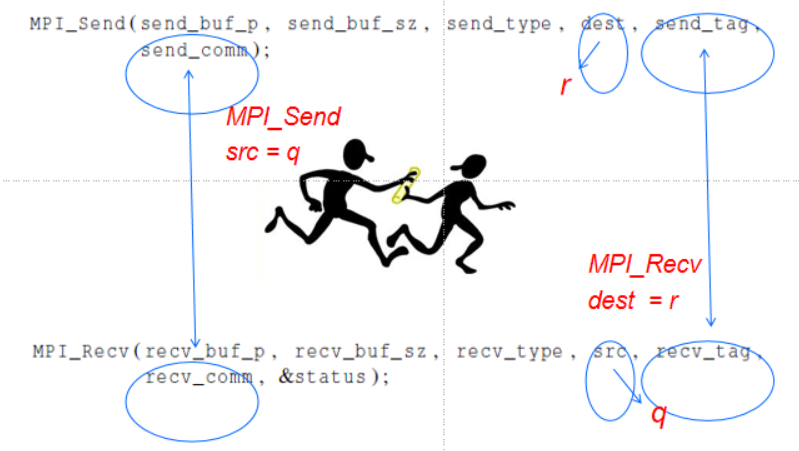 MPI_Send(send_buf_p, send_buf_sz, send_type, dest, send_tag,
send_comm);
r
MPI_Send
src = q
MPI_Recv
dest = r
MPI_Recv(recv_buf_p, recv_buf_sz, recv_type, src, recv_tag,
recv_comm, &status);
q